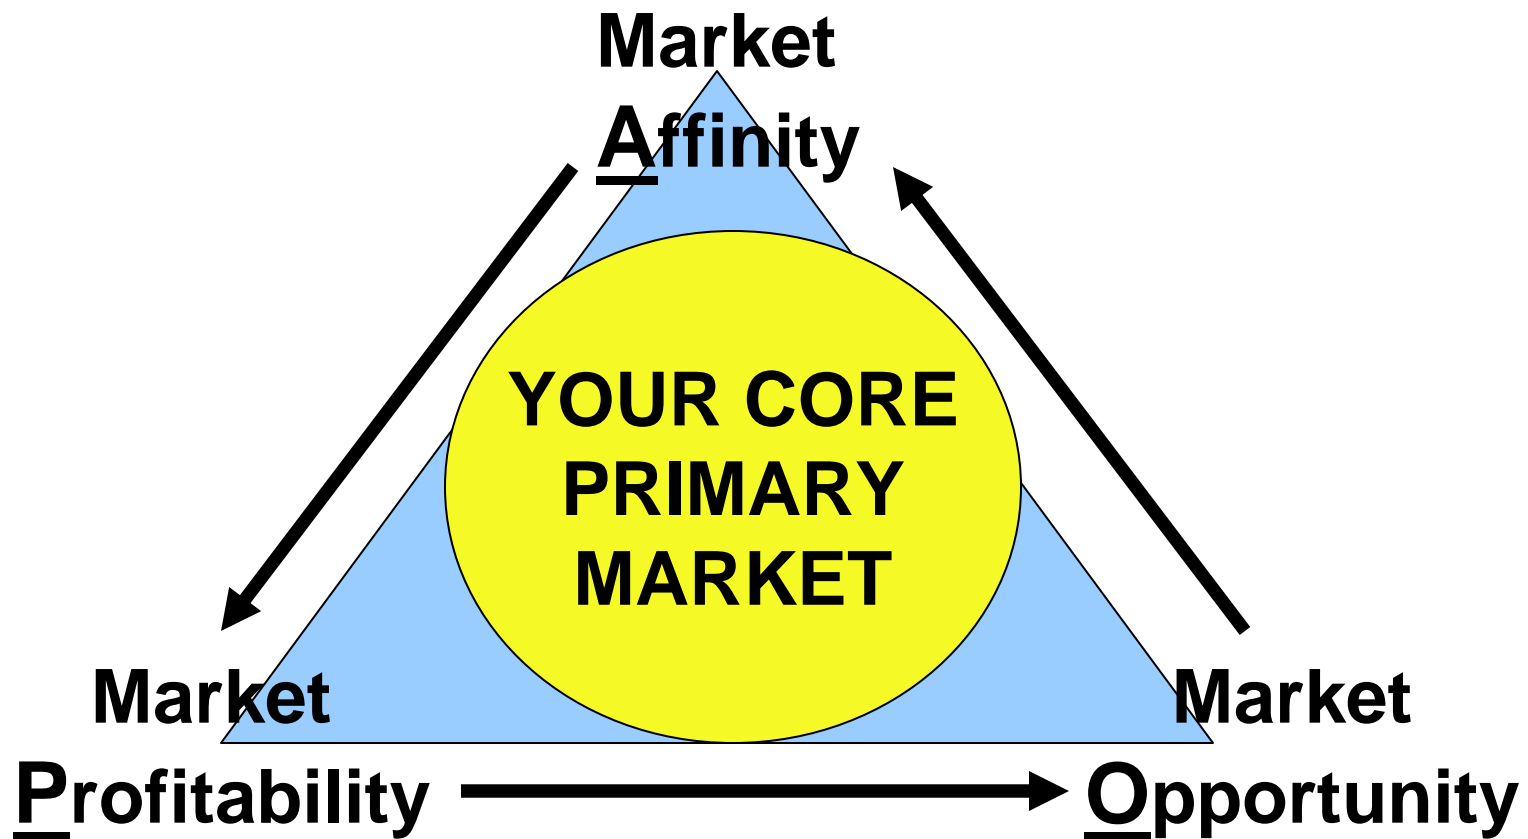 Market
Affinity
YOUR CORE
PRIMARY
MARKET
Market
Profitability
Market
Opportunity